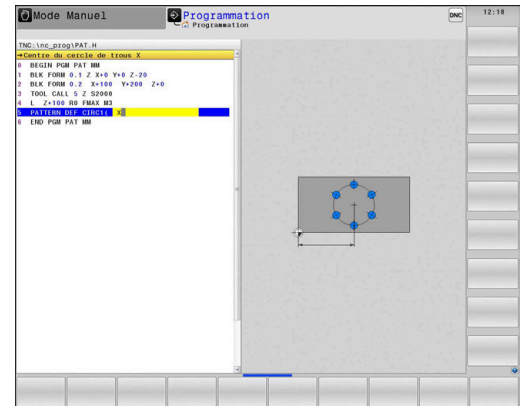 Mode Manuel
Programmation
Programmation
DNC
12:18
TNC:\nc_prog\PAT.H
→Centre du cercle de trous X
0 BEGIN PGM PAT MM
1 BLK FORM 0.1 Z X+0 Y+0 Z-20
2 BLK FORM 0.2 X+100 Y+200 Z+0
3 TOOL CALL 5 Z S2000
4 L Z+100 R0 FMAX M3
5 PATTERN DEF CIRC1( X
6 END PGM PAT MM